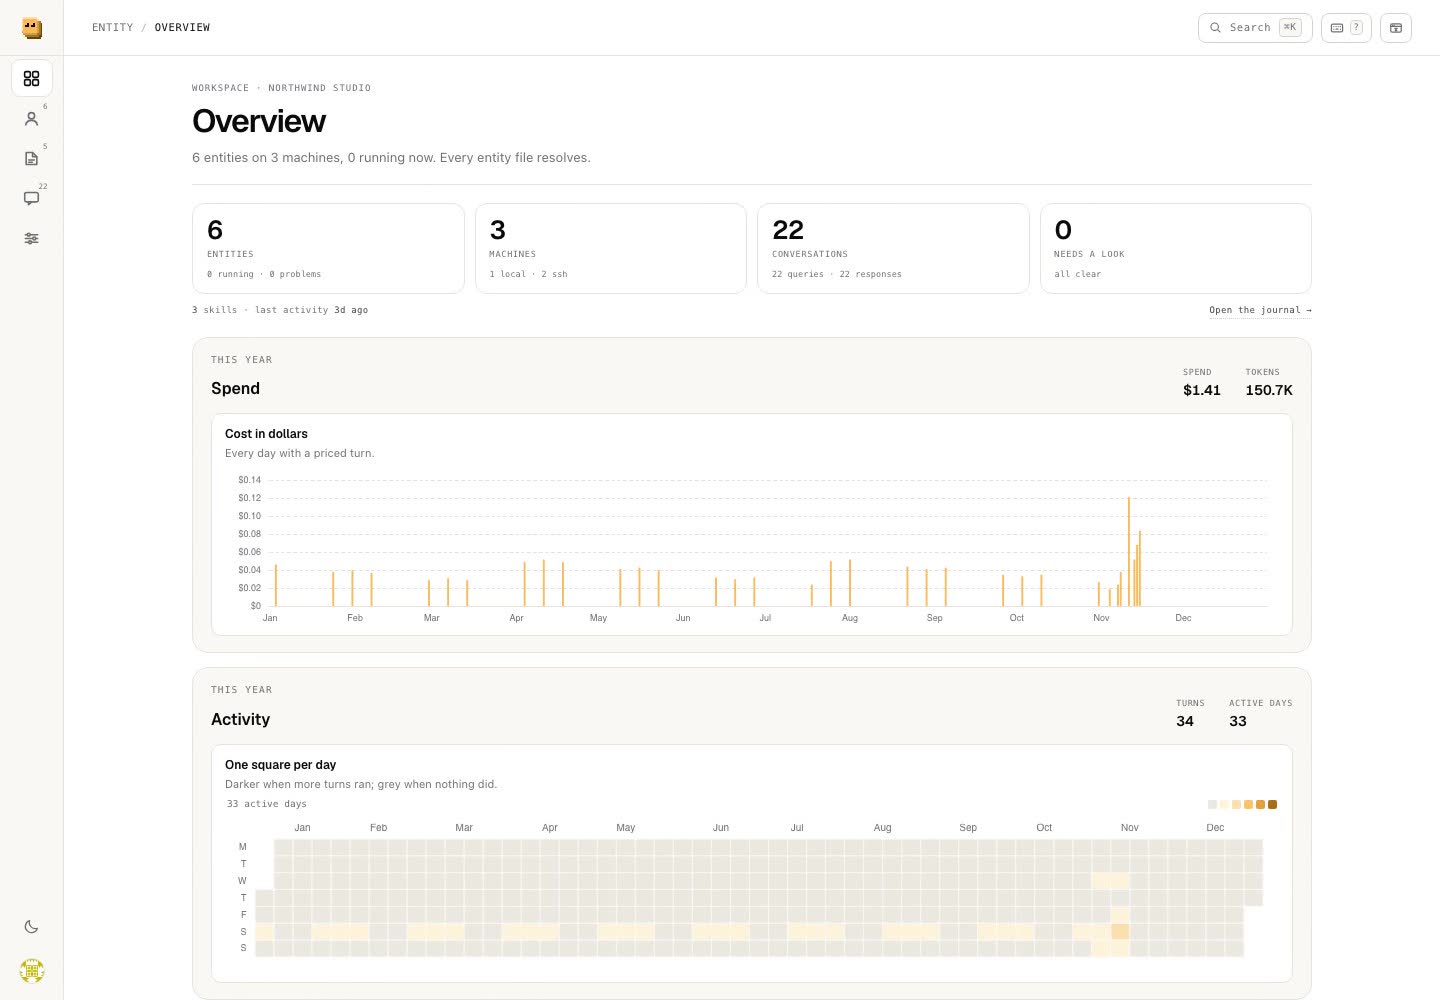 ENTITY / OVERVIEW
Search ⌘K
?
6
5
22
WORKSPACE · NORTHWIND STUDIO
Overview
6 entities on 3 machines, 0 running now. Every entity file resolves.
6
ENTITIES
0 running · 0 problems
3
MACHINES
1 local · 2 ssh
22
CONVERSATIONS
22 queries · 22 responses
0
NEEDS A LOOK
all clear
3 skills · last activity 3d ago
Open the journal →
THIS YEAR
Spend
SPEND
$1.41
TOKENS
150.7K
Cost in dollars
Every day with a priced turn.
$0.14
$0.12
$0.10
$0.08
$0.06
$0.04
$0.02
$0
Jan Feb Mar Apr May Jun Jul Aug Sep Oct Nov Dec
THIS YEAR
Activity
TURNS
34
ACTIVE DAYS
33
One square per day
Darker when more turns ran; grey when nothing did.
33 active days
Jan Feb Mar Apr May Jun Jul Aug Sep Oct Nov Dec
M
T
W
T
F
S
S